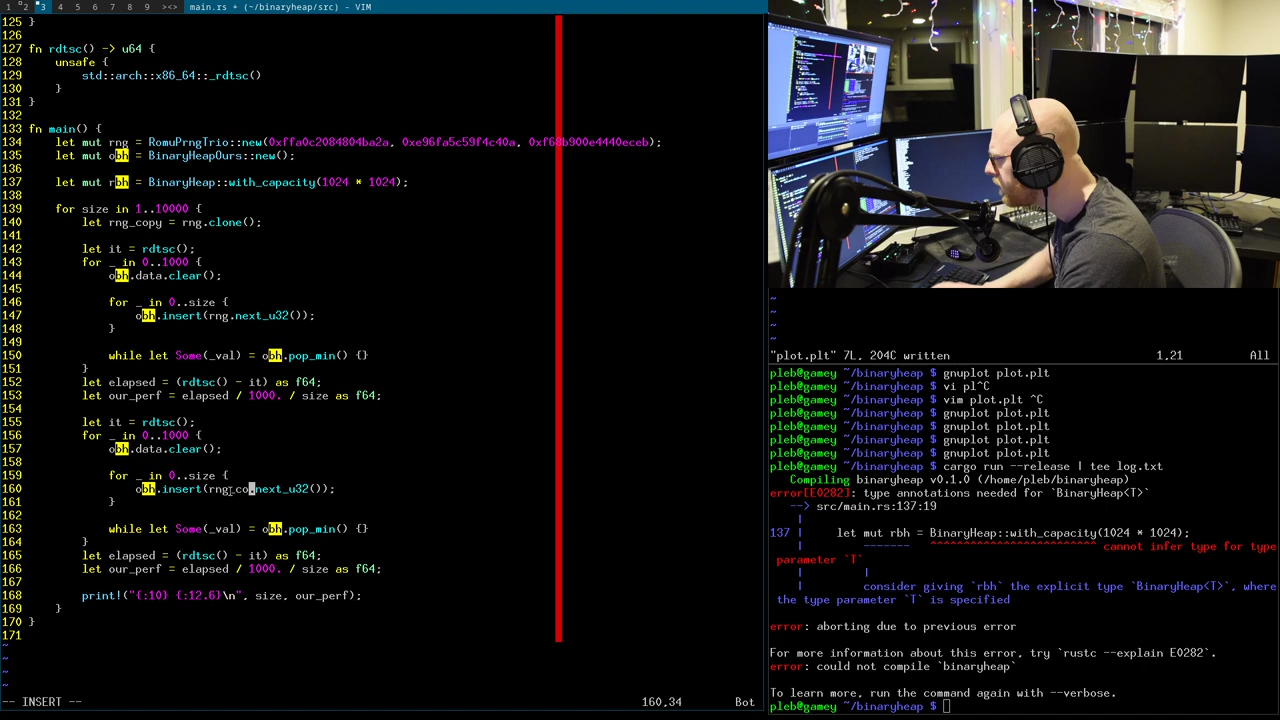 1 2 3 4 5 6 7 8 9 ><> main.rs + (~/binaryheap/src) - VIM
125 }
126
127 fn rdtsc() -> u64 {
128     unsafe {
129         std::arch::x86_64::_rdtsc()
130     }
131 }
132
133 fn main() {
134     let mut rng = RomuPrngTrio::new(0xffa0c2084804ba2a, 0xe96fa5c59f4c40a, 0xf68b900e4440eceb);
135     let mut obh = BinaryHeapOurs::new();
136
137     let mut rbh = BinaryHeap::with_capacity(1024 * 1024);
138
139     for size in 1..10000 {
140         let rng_copy = rng.clone();
141
142         let it = rdtsc();
143         for _ in 0..1000 {
144             obh.data.clear();
145
146             for _ in 0..size {
147                 obh.insert(rng.next_u32());
148             }
149
150             while let Some(_val) = obh.pop_min() {}
151         }
152         let elapsed = (rdtsc() - it) as f64;
153         let our_perf = elapsed / 1000. / size as f64;
154
155         let it = rdtsc();
156         for _ in 0..1000 {
157             obh.data.clear();
158
159             for _ in 0..size {
160                 obh.insert(rng_co.next_u32());
161             }
162
163             while let Some(_val) = obh.pop_min() {}
164         }
165         let elapsed = (rdtsc() - it) as f64;
166         let our_perf = elapsed / 1000. / size as f64;
167
168         print!("{:10} {:12.6}\n", size, our_perf);
169     }
170 }
171
~
~
~
~
-- INSERT -- 160,34 Bot
~
~
~
~
"plot.plt" 7L, 204C written 1,21 All
pleb@gamey ~/binaryheap $ gnuplot plot.plt
pleb@gamey ~/binaryheap $ vi pl^C
pleb@gamey ~/binaryheap $ vim plot.plt ^C
pleb@gamey ~/binaryheap $ gnuplot plot.plt
pleb@gamey ~/binaryheap $ gnuplot plot.plt
pleb@gamey ~/binaryheap $ gnuplot plot.plt
pleb@gamey ~/binaryheap $ gnuplot plot.plt
pleb@gamey ~/binaryheap $ cargo run --release | tee log.txt
Compiling binaryheap v0.1.0 (/home/pleb/binaryheap)
error[E0282]: type annotations needed for `BinaryHeap<T>`
--> src/main.rs:137:19
|
137 |     let mut rbh = BinaryHeap::with_capacity(1024 * 1024);
|         -------   ^^^^^^^^^^^^^^^^^^^^^^^^^ cannot infer type for type
parameter `T`
|         |
|         consider giving `rbh` the explicit type `BinaryHeap<T>`, where
the type parameter `T` is specified
error: aborting due to previous error
For more information about this error, try `rustc --explain E0282`.
error: could not compile `binaryheap`
To learn more, run the command again with --verbose.
pleb@gamey ~/binaryheap $